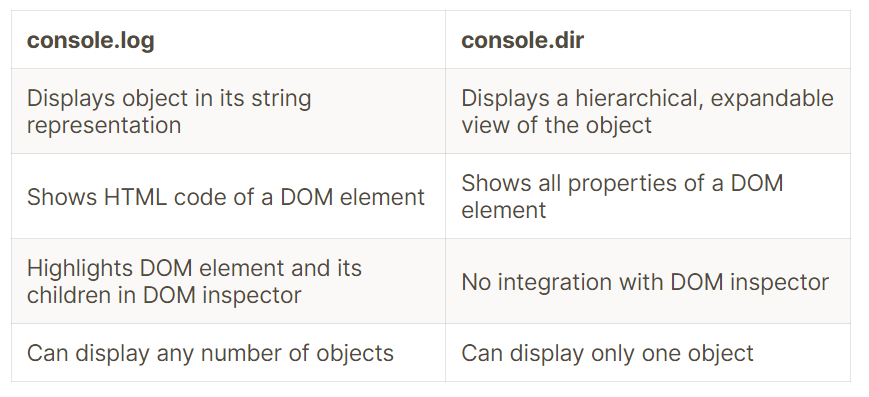 console.log
console.dir
Displays object in its string
representation
Displays a hierarchical, expandable
view of the object
Shows HTML code of a DOM element
Shows all properties of a DOM
element
Highlights DOM element and its
children in DOM inspector
No integration with DOM inspector
Can display any number of objects
Can display only one object